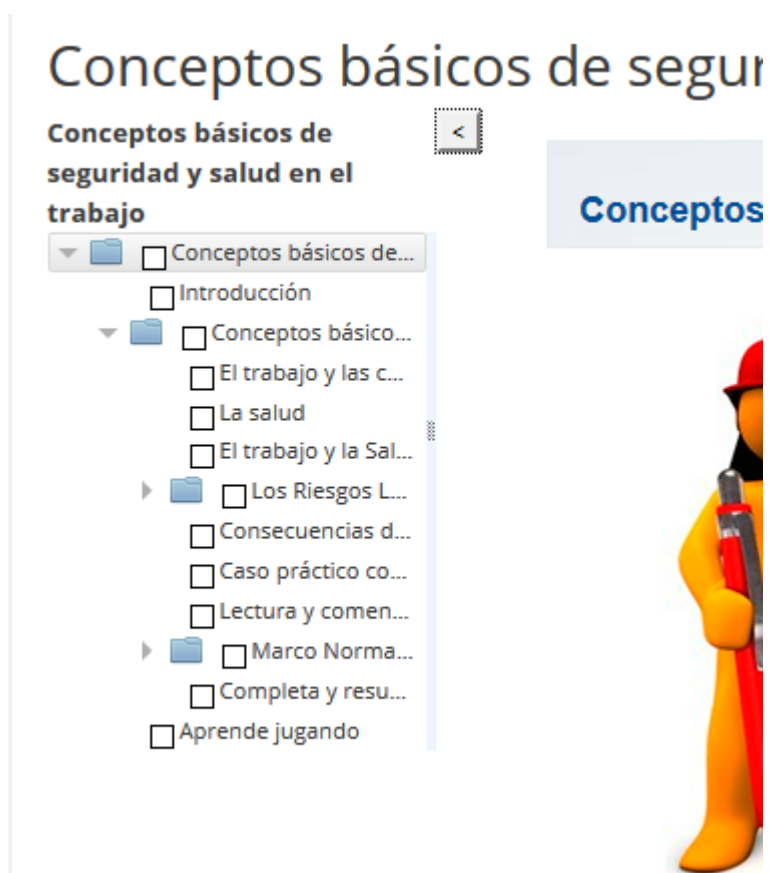 Conceptos básicos de segur
Conceptos básicos de
seguridad y salud en el
trabajo
<
Conceptos
Conceptos básicos de...
Introducción
Conceptos básico...
El trabajo y las c...
La salud
El trabajo y la Sal...
Los Riesgos L...
Consecuencias d...
Caso práctico co...
Lectura y comen...
Marco Norma...
Completa y resu...
Aprende jugando